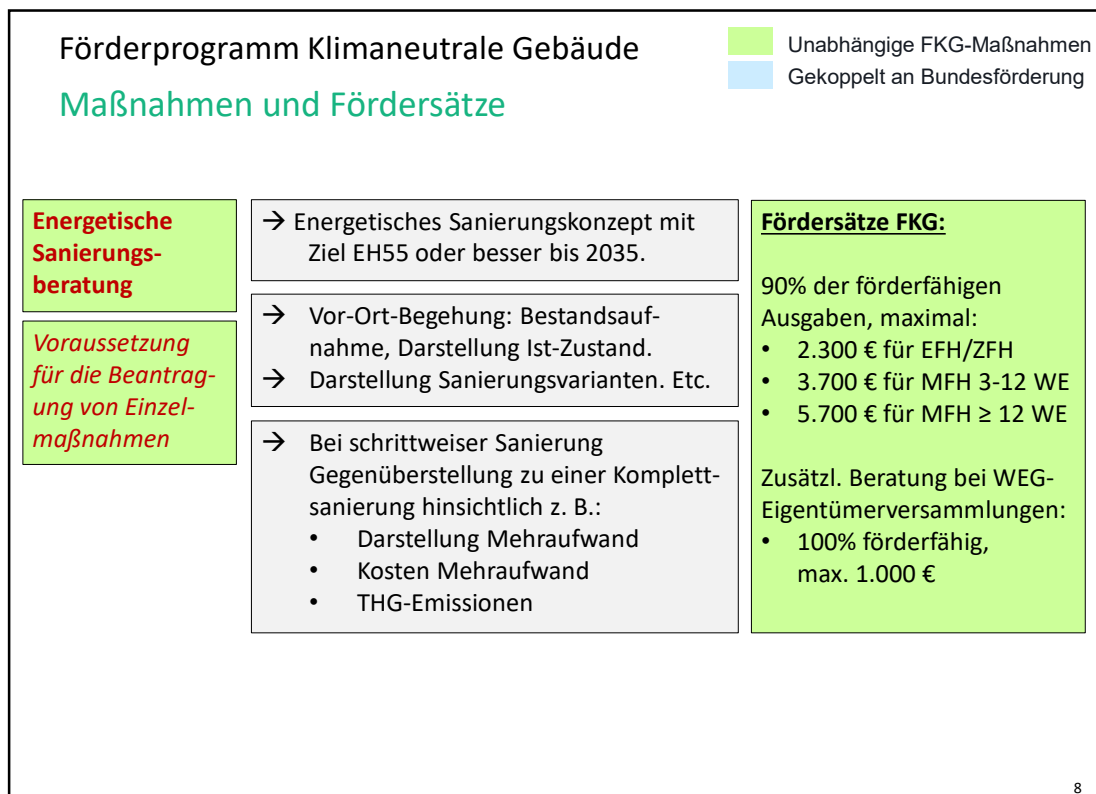 Förderprogramm Klimaneutrale Gebäude
Maßnahmen und Fördersätze
Unabhängige FKG-Maßnahmen
Gekoppelt an Bundesförderung
Energetische
Sanierungs-
beratung
Voraussetzung
für die Beantrag-
ung von Einzel-
maßnahmen
→ Energetisches Sanierungskonzept mit
Ziel EH55 oder besser bis 2035.
→ Vor-Ort-Begehung: Bestandsauf-
nahme, Darstellung Ist-Zustand.
→ Darstellung Sanierungsvarianten. Etc.
→ Bei schrittweiser Sanierung
Gegenüberstellung zu einer Komplett-
sanierung hinsichtlich z. B.:
• Darstellung Mehraufwand
• Kosten Mehraufwand
• THG-Emissionen
Fördersätze FKG:
90% der förderfähigen
Ausgaben, maximal:
• 2.300 € für EFH/ZFH
• 3.700 € für MFH 3-12 WE
• 5.700 € für MFH ≥ 12 WE
Zusätzl. Beratung bei WEG-
Eigentümerversammlungen:
• 100% förderfähig,
max. 1.000 €
8